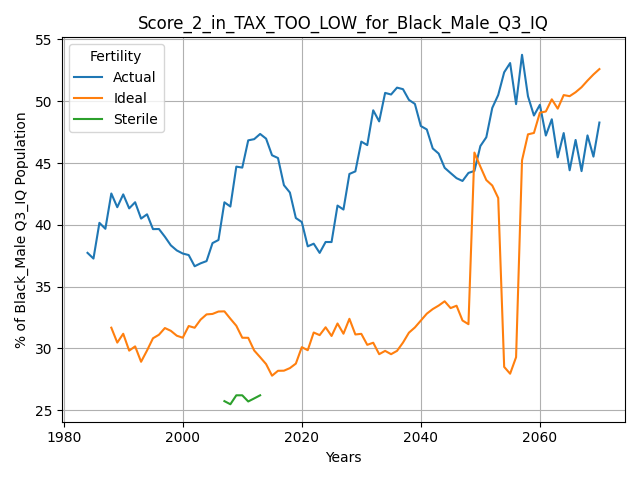 Score_2_in_TAX_TOO_LOW_for_Black_Male_Q3_IQ
Fertility
Actual
Ideal
Sterile
% of Black_Male Q3_IQ Population
55
50
45
40
35
30
25
1980
2000
2020
2040
2060
Years